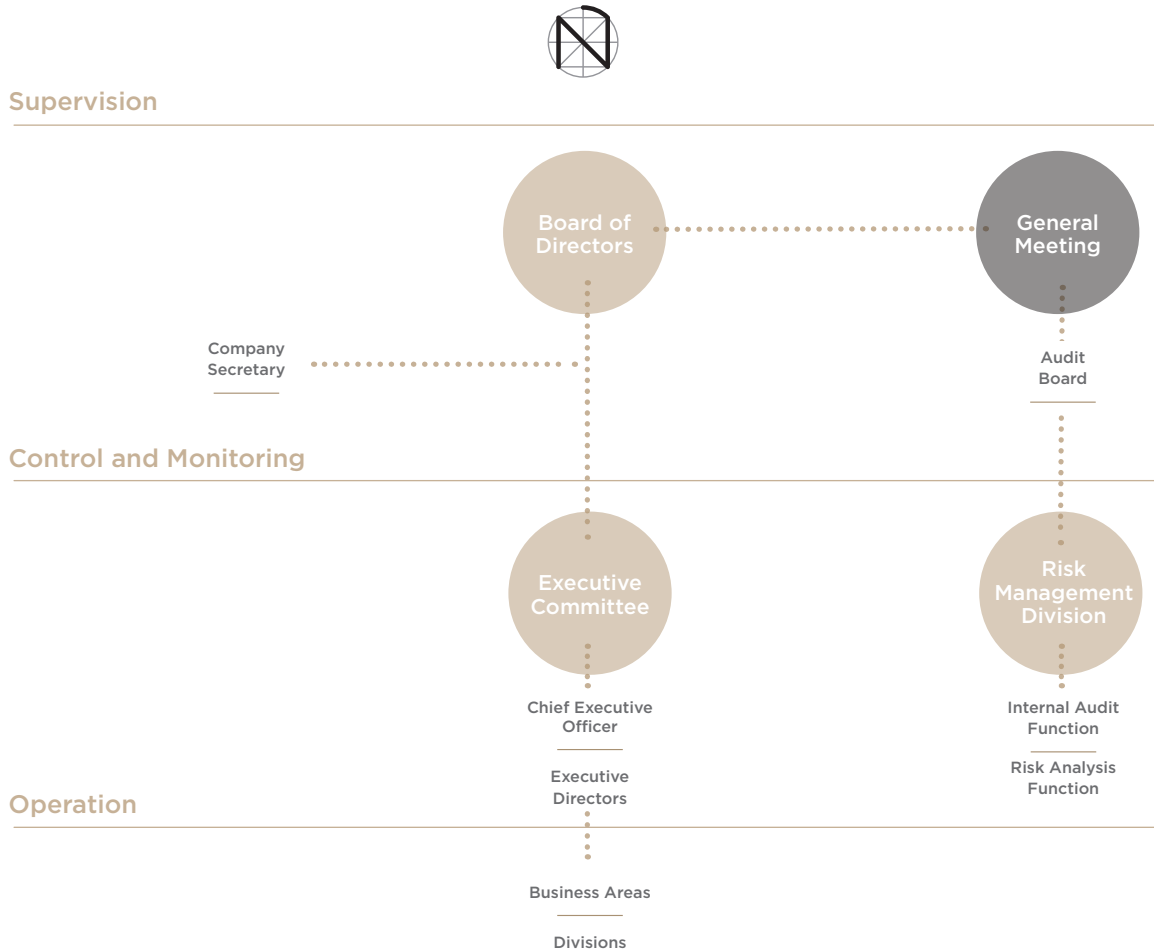 Supervision
Board of
Directors
General
Meeting
Company
Secretary
Audit
Board
Control and Monitoring
Executive
Committee
Risk
Management
Division
Chief Executive
Officer
Executive
Directors
Internal Audit
Function
Risk Analysis
Function
Operation
Business Areas
Divisions